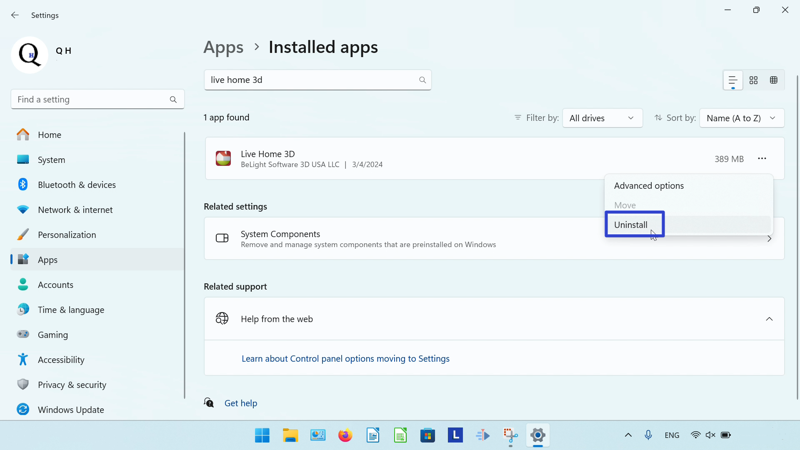 Settings
Q H
Q H
Find a setting
Home
System
Bluetooth & devices
Network & internet
Personalization
Apps
Accounts
Time & language
Gaming
Accessibility
Privacy & security
Windows Update
Apps > Installed apps
live home 3d
1 app found
Filter by: All drives
Sort by: Name (A to Z)
Live Home 3D
BeLight Software 3D USA LLC | 3/4/2024
389 MB
Advanced options
Move
Uninstall
Related settings
System Components
Remove and manage system components that are preinstalled on Windows
Related support
Help from the web
Learn about Control panel options moving to Settings
Get help
L
ENG